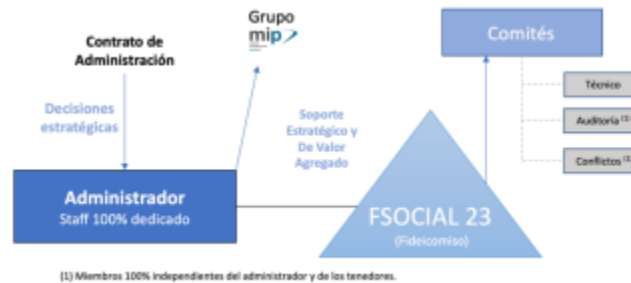 Contrato de
Administración
Grupo
mip
Comités
Técnico
Auditoría (1)
Conflictos (1)
Decisiones
estratégicas
Soporte
Estratégico y
De Valor
Agregado
Administrador
Staff 100% dedicado
FSOCIAL 23
(Fideicomiso)
(1) Miembros 100% independientes del administrador y de los tenedores.